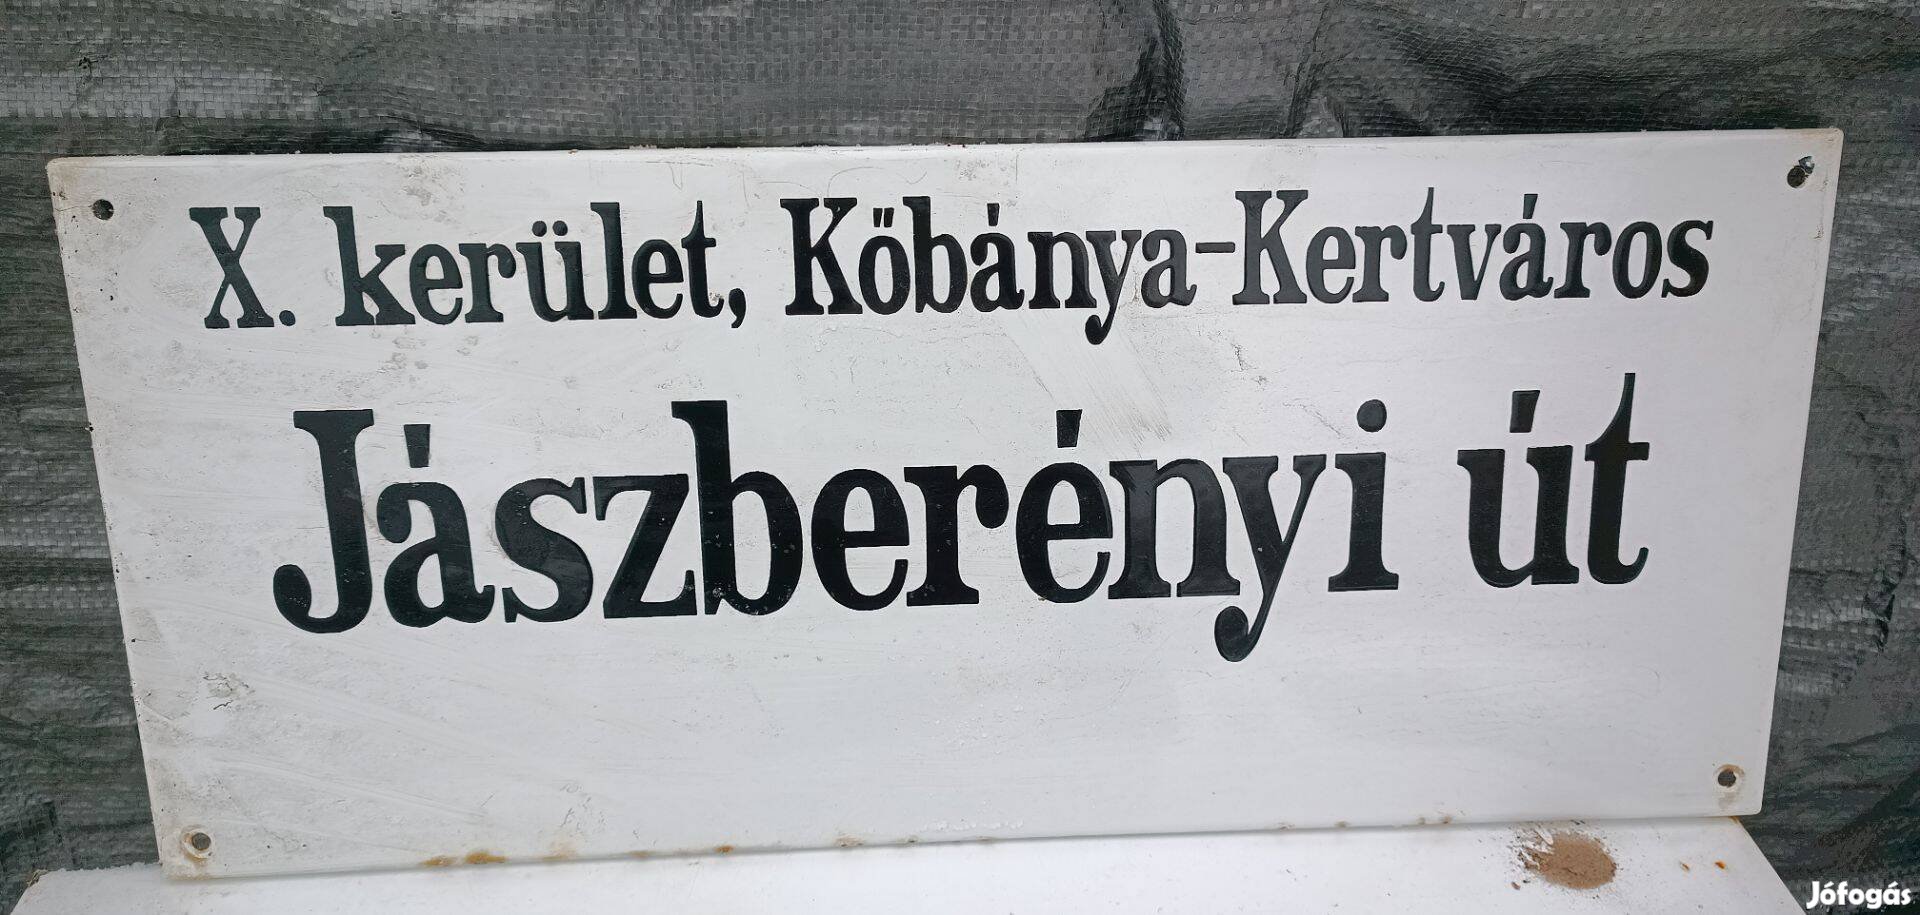 X. kerület, Kőbánya-Kertváros
Jászberényi út
Jófogás